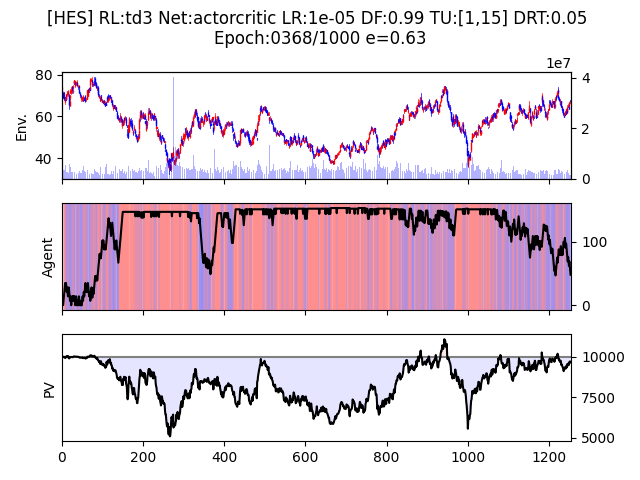 [HES] RL:td3 Net:actorcritic LR:1e-05 DF:0.99 TU:[1,15] DRT:0.05
Epoch:0368/1000 e=0.63
1e7
80
60
40
Env.
4
2
0
Agent
100
0
PV
10000
7500
5000
0 200 400 600 800 1000 1200